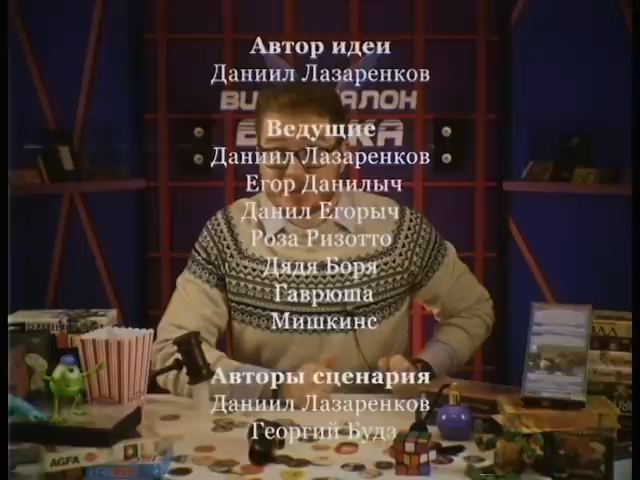 Автор идеи
Даниил Лазаренков
Ведущие
Даниил Лазаренков
Егор Данилыч
Данил Егорыч
Роза Ризотто
Дядя Боря
Гаврюша
Мишкинс
Авторы сценария
Даниил Лазаренков
Георгий Будз
AGFA